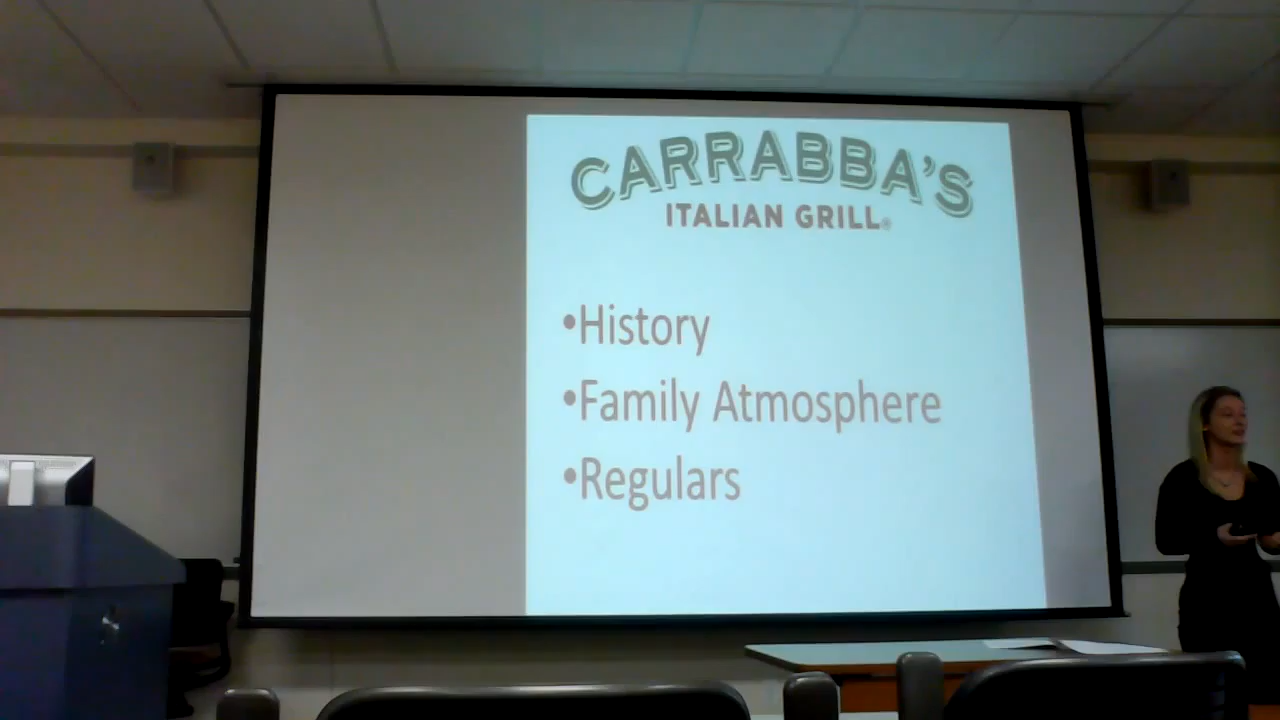 CARRABBA'S
ITALIAN GRILL®
•History
•Family Atmosphere
•Regulars